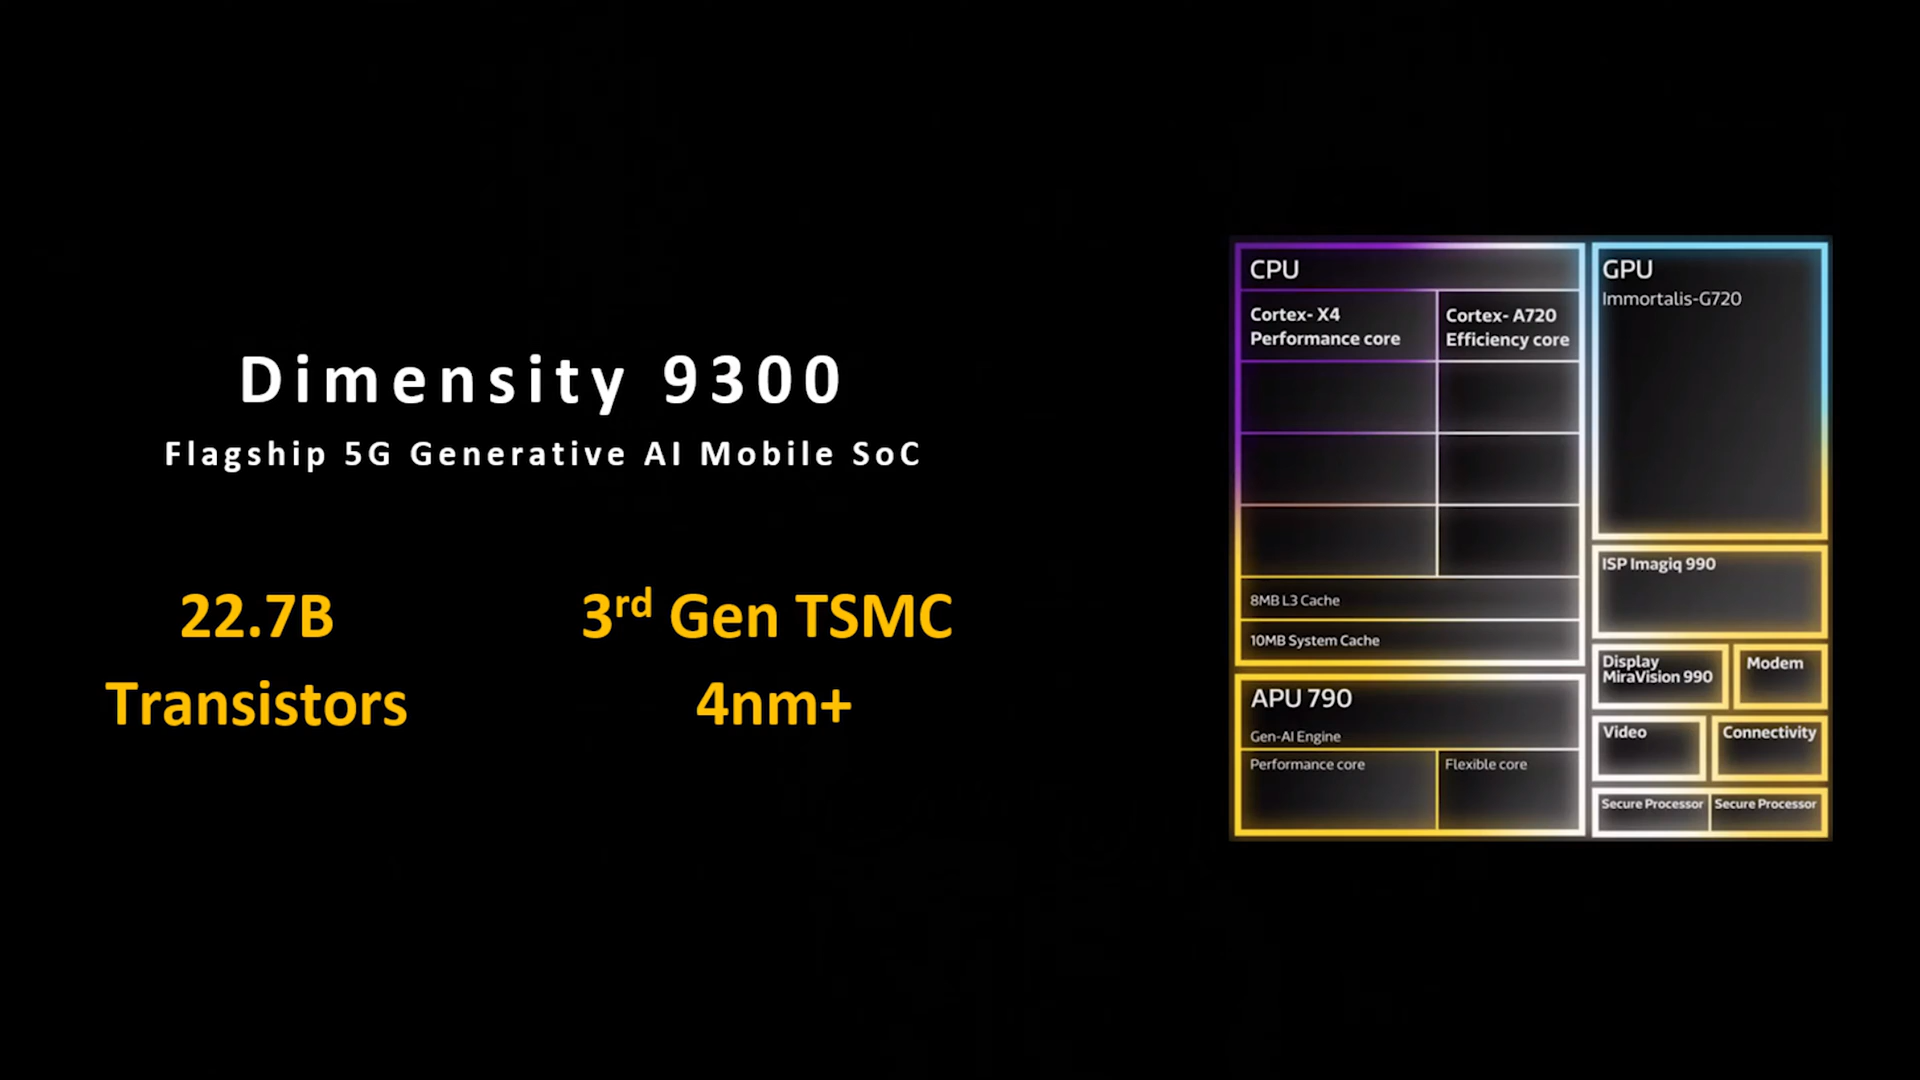 Dimensity 9300
Flagship 5G Generative AI Mobile SoC
22.7B
Transistors
3rd Gen TSMC
4nm+
CPU
Cortex- X4
Performance core
Cortex- A720
Efficiency core
8MB L3 Cache
10MB System Cache
APU 790
Gen-AI Engine
Performance core
Flexible core
GPU
Immortalis-G720
ISP Imagiq 990
Display
MiraVision 990
Modem
Video
Connectivity
Secure Processor
Secure Processor